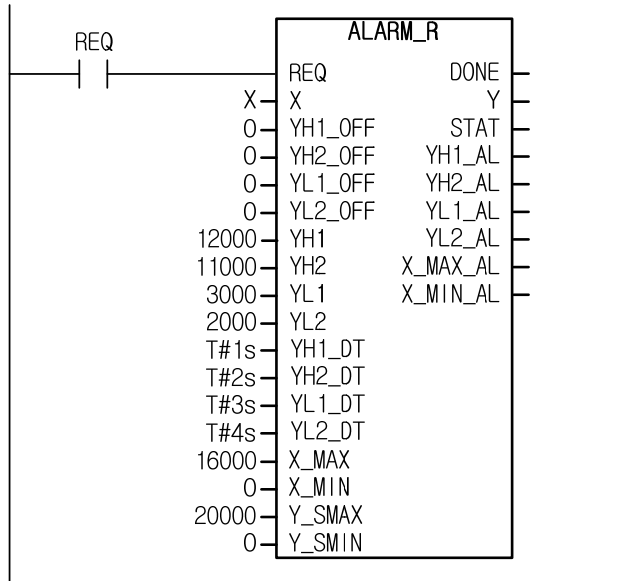 ALARM_R
REQ
REQ DONE
X X Y
0 YH1_OFF STAT
0 YH2_OFF YH1_AL
0 YL1_OFF YH2_AL
0 YL2_OFF YL1_AL
12000 YH1 YL2_AL
11000 YH2 X_MAX_AL
3000 YL1 X_MIN_AL
2000 YL2
T#1s YH1_DT
T#2s YH2_DT
T#3s YL1_DT
T#4s YL2_DT
16000 X_MAX
0 X_MIN
20000 Y_SMAX
0 Y_SMIN